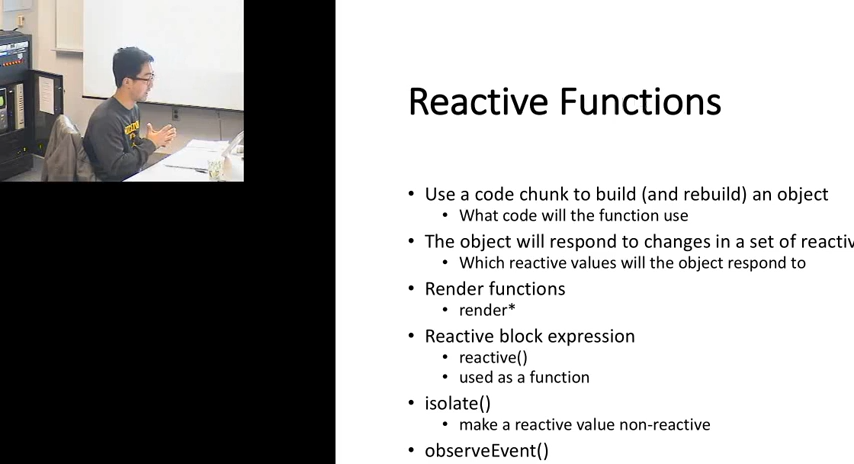 Reactive Functions
• Use a code chunk to build (and rebuild) an object
• What code will the function use
• The object will respond to changes in a set of reactiv
• Which reactive values will the object respond to
• Render functions
• render*
• Reactive block expression
• reactive()
• used as a function
• isolate()
• make a reactive value non-reactive
• observeEvent()